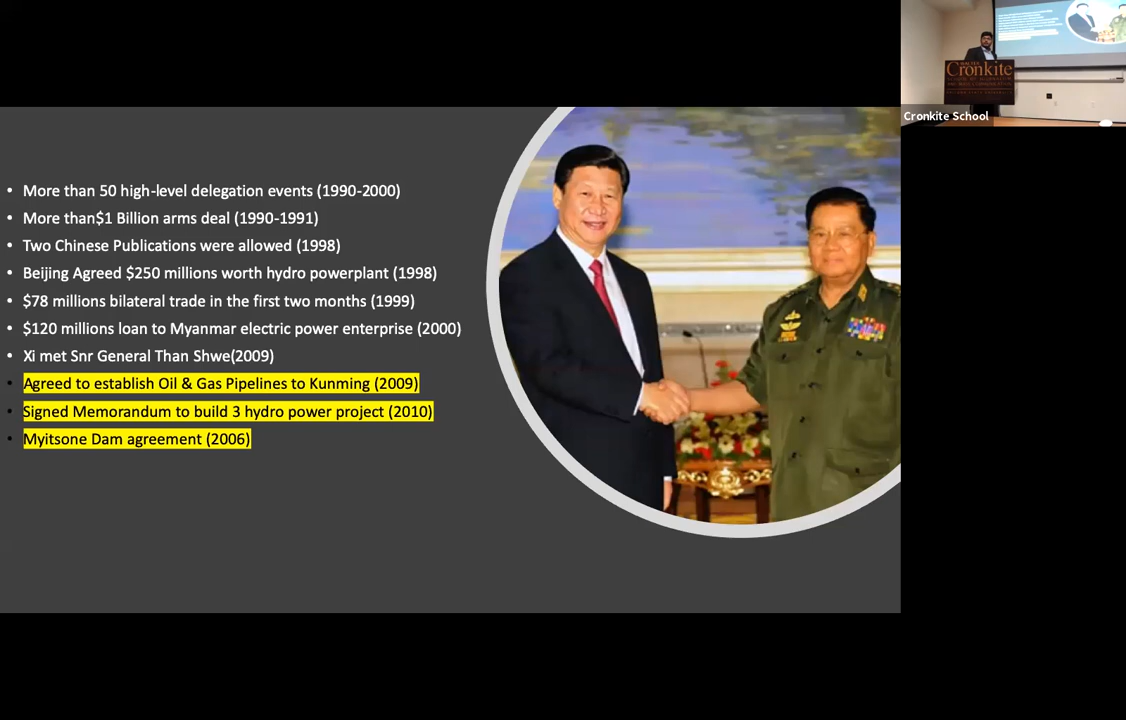 • More than 50 high-level delegation events (1990-2000)
• More than$1 Billion arms deal (1990-1991)
• Two Chinese Publications were allowed (1998)
• Beijing Agreed $250 millions worth hydro powerplant (1998)
• $78 millions bilateral trade in the first two months (1999)
• $120 millions loan to Myanmar electric power enterprise (2000)
• Xi met Snr General Than Shwe(2009)
• Agreed to establish Oil & Gas Pipelines to Kunming (2009)
• Signed Memorandum to build 3 hydro power project (2010)
• Myitsone Dam agreement (2006)
Cronkite
Cronkite School